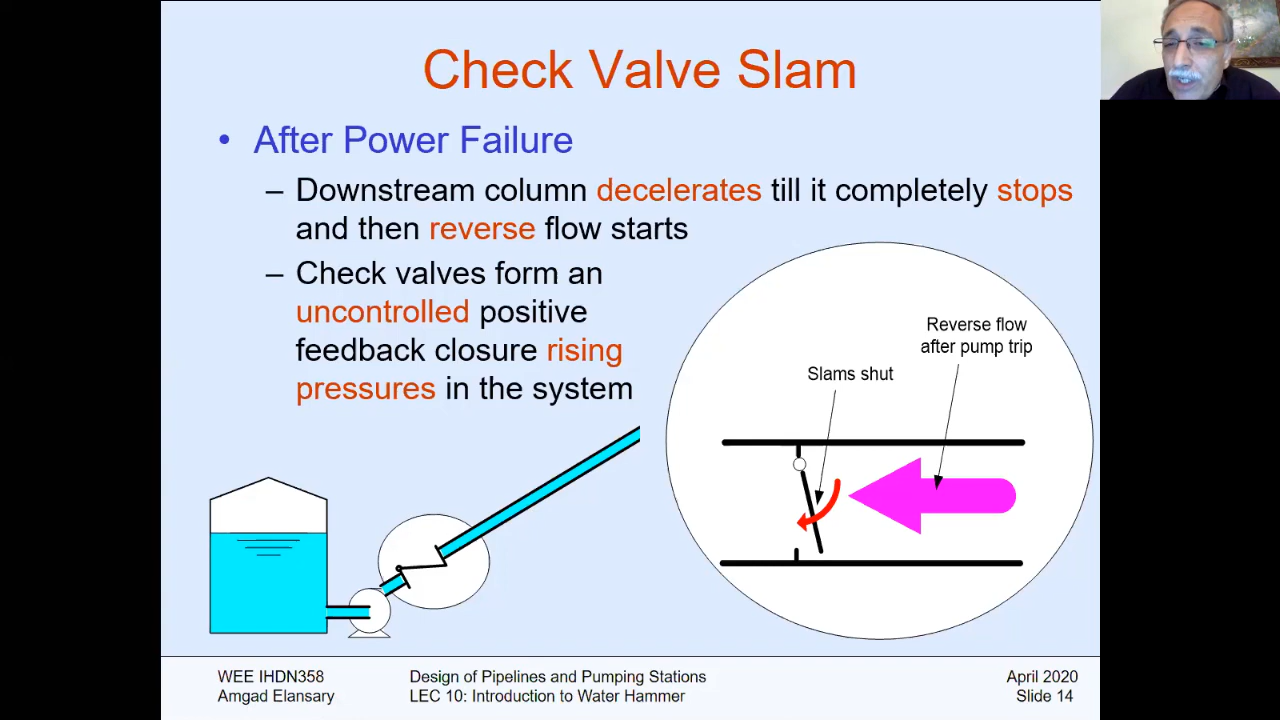 Check Valve Slam
• After Power Failure
– Downstream column decelerates till it completely stops
and then reverse flow starts
– Check valves form an
uncontrolled positive
feedback closure rising
pressures in the system
Reverse flow
after pump trip
Slams shut
WEE IHDN358
Amgad Elansary
Design of Pipelines and Pumping Stations
LEC 10: Introduction to Water Hammer
April 2020
Slide 14